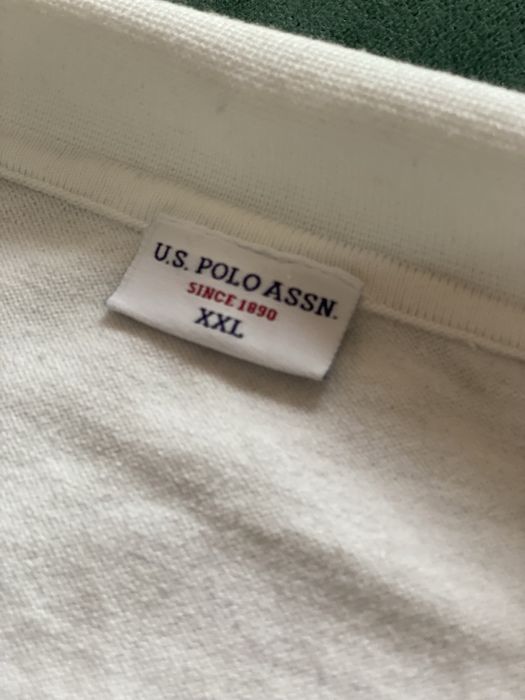 U.S. POLO ASSN.
SINCE 1890
XXL